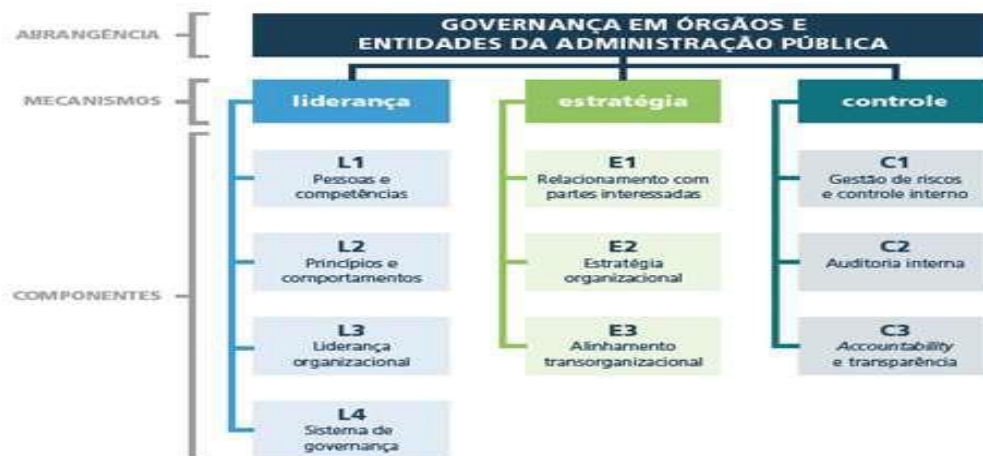 ABRANGÊNCIA
GOVERNANÇA EM ÓRGÃOS E
ENTIDADES DA ADMINISTRAÇÃO PÚBLICA
MECANISMOS
liderança
estratégia
controle
COMPONENTES
L1
Pessoas e
competências
L2
Princípios e
comportamentos
L3
Liderança
organizacional
L4
Sistema de
governança
E1
Relacionamento com
partes interessadas
E2
Estratégia
organizacional
E3
Alinhamento
transorganizacional
C1
Gestão de riscos
e controle interno
C2
Auditoria interna
C3
Accountability
e transparência